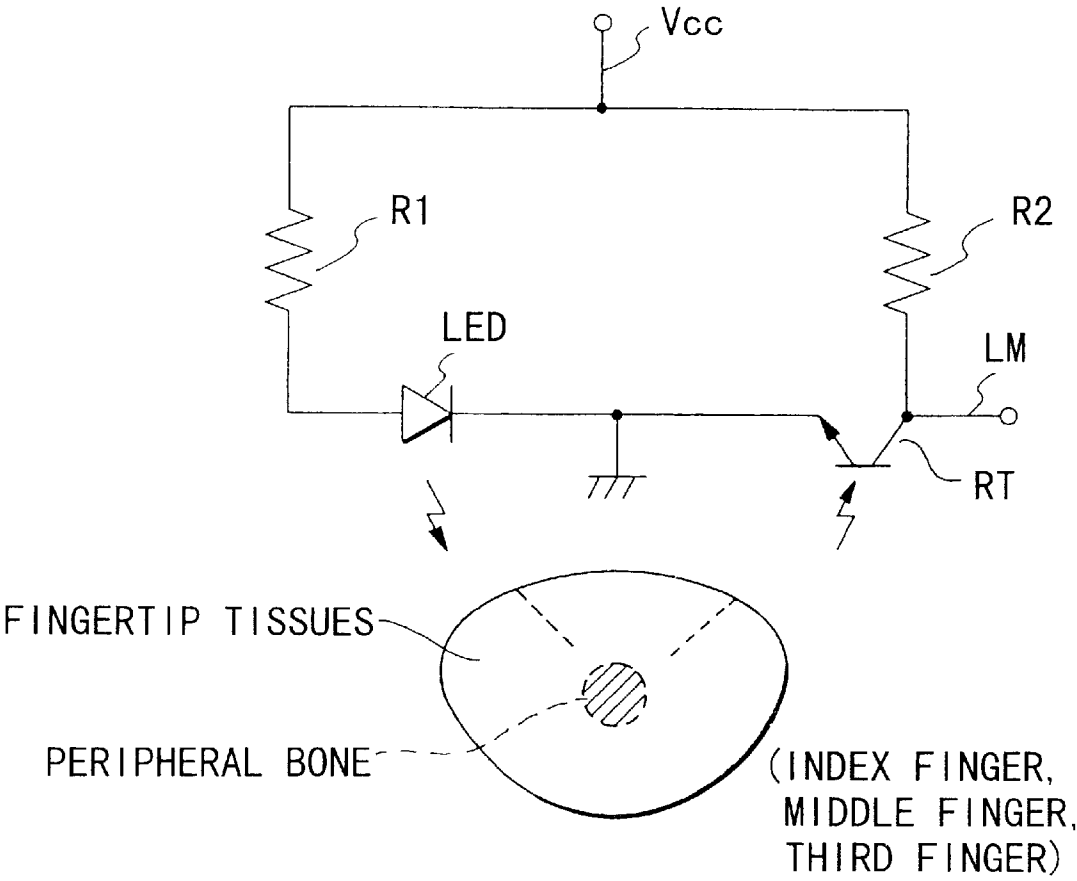 Vcc
R1
R2
LED
LM
RT
FINGERTIP TISSUES
PERIPHERAL BONE
(INDEX FINGER,
MIDDLE FINGER,
THIRD FINGER)